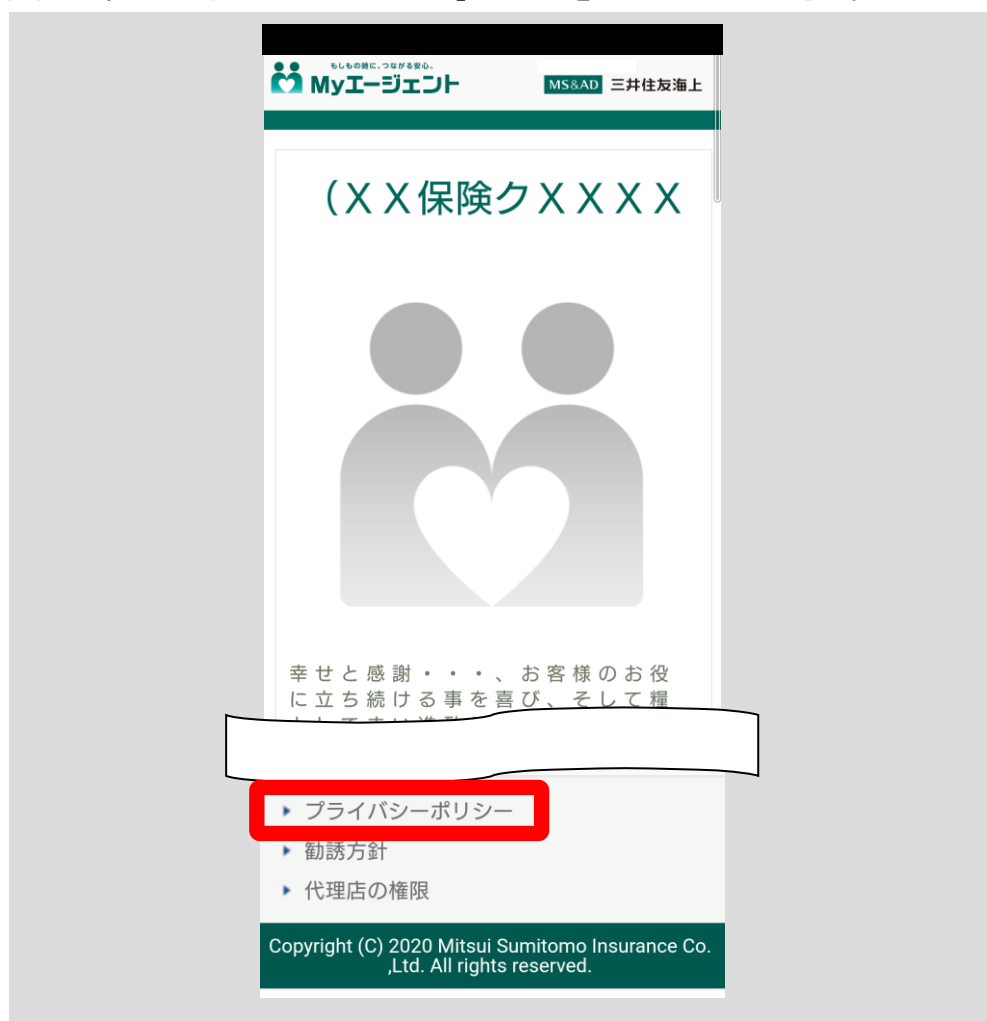 もしもの時に、つながる安心。
Myエージェント
MS&AD 三井住友海上
（ＸＸ保険クＸＸＸＸ
幸せと感謝・・・、お客様のお役
に立ち続ける事を喜び、そして糧
プライバシーポリシー
勧誘方針
代理店の権限
Copyright (C) 2020 Mitsui Sumitomo Insurance Co.
,Ltd. All rights reserved.